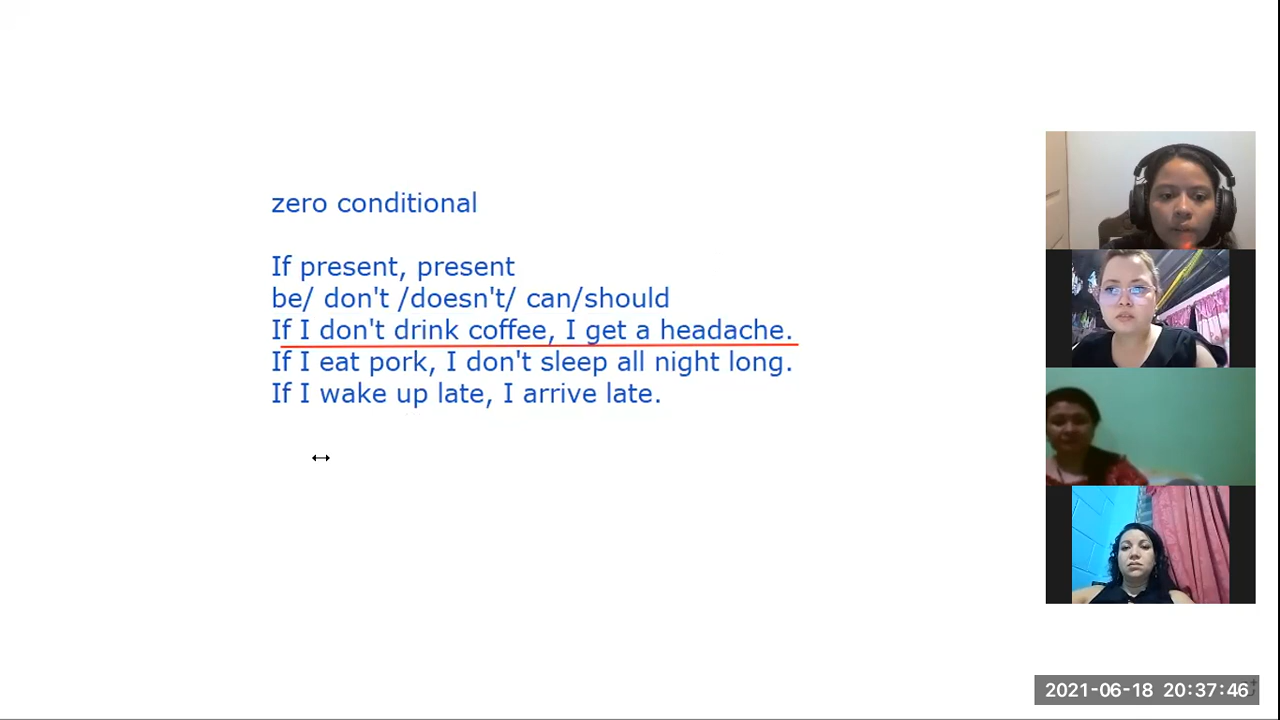 zero conditional
If present, present
be/ don't /doesn't/ can/should
If I don't drink coffee, I get a headache.
If I eat pork, I don't sleep all night long.
If I wake up late, I arrive late.
2021-06-18 20:37:46